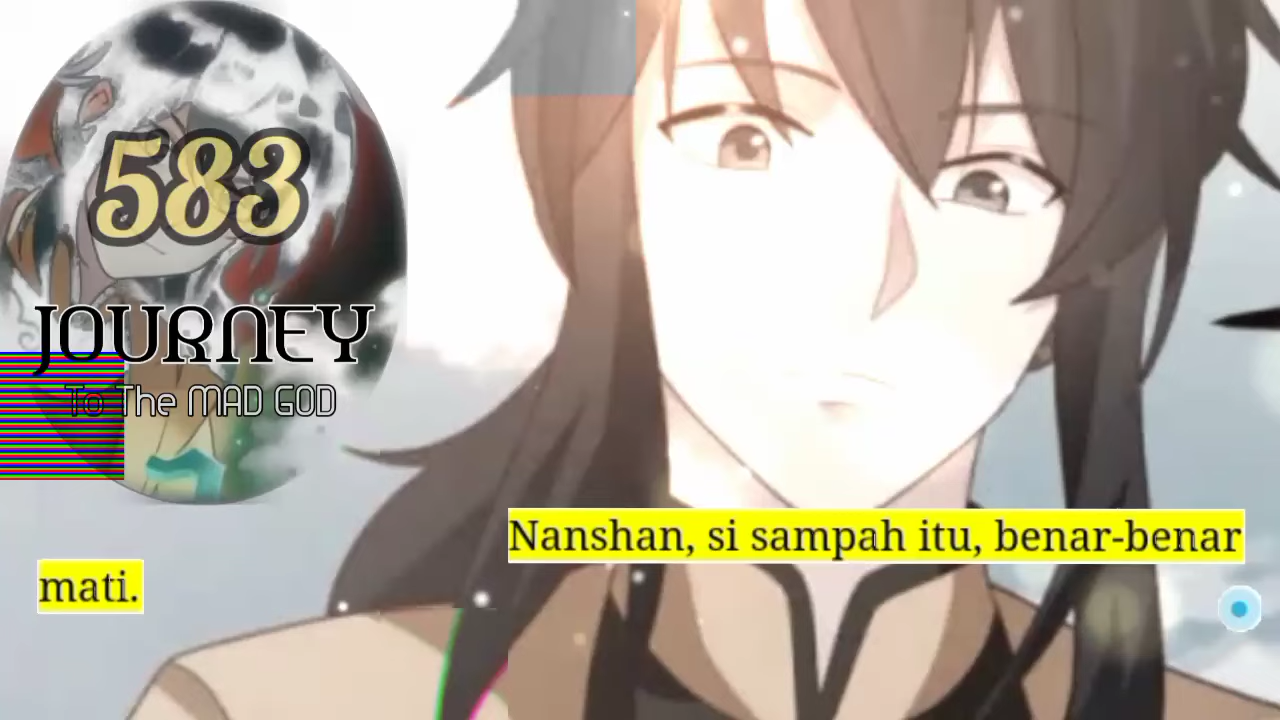 583
JOURNEY
To The MAD GOD
Nanshan, si sampah itu, benar-benar
mati.